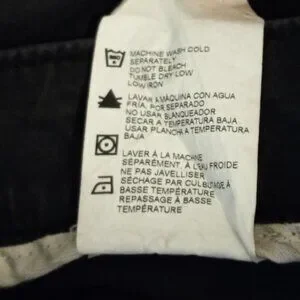 MACHINE WASH COLD
SEPARATELY
DO NOT BLEACH
TUMBLE DRY LOW
LOW IRON
LAVAR A MÁQUINA CON AGUA
FRÍA, POR SEPARADO
NO USAR BLANQUEADOR
SECAR A TEMPERATURA BAJA
USAR PLANCHA A TEMPERATURA
BAJA
LAVER À LA MACHINE
SÉPARÉMENT, À L'EAU FROIDE
NE PAS JAVELLISER
SÉCHAGE PAR CULBUTAGE À
BASSE TEMPÉRATURE
REPASSAGE À BASSE
TEMPÉRATURE